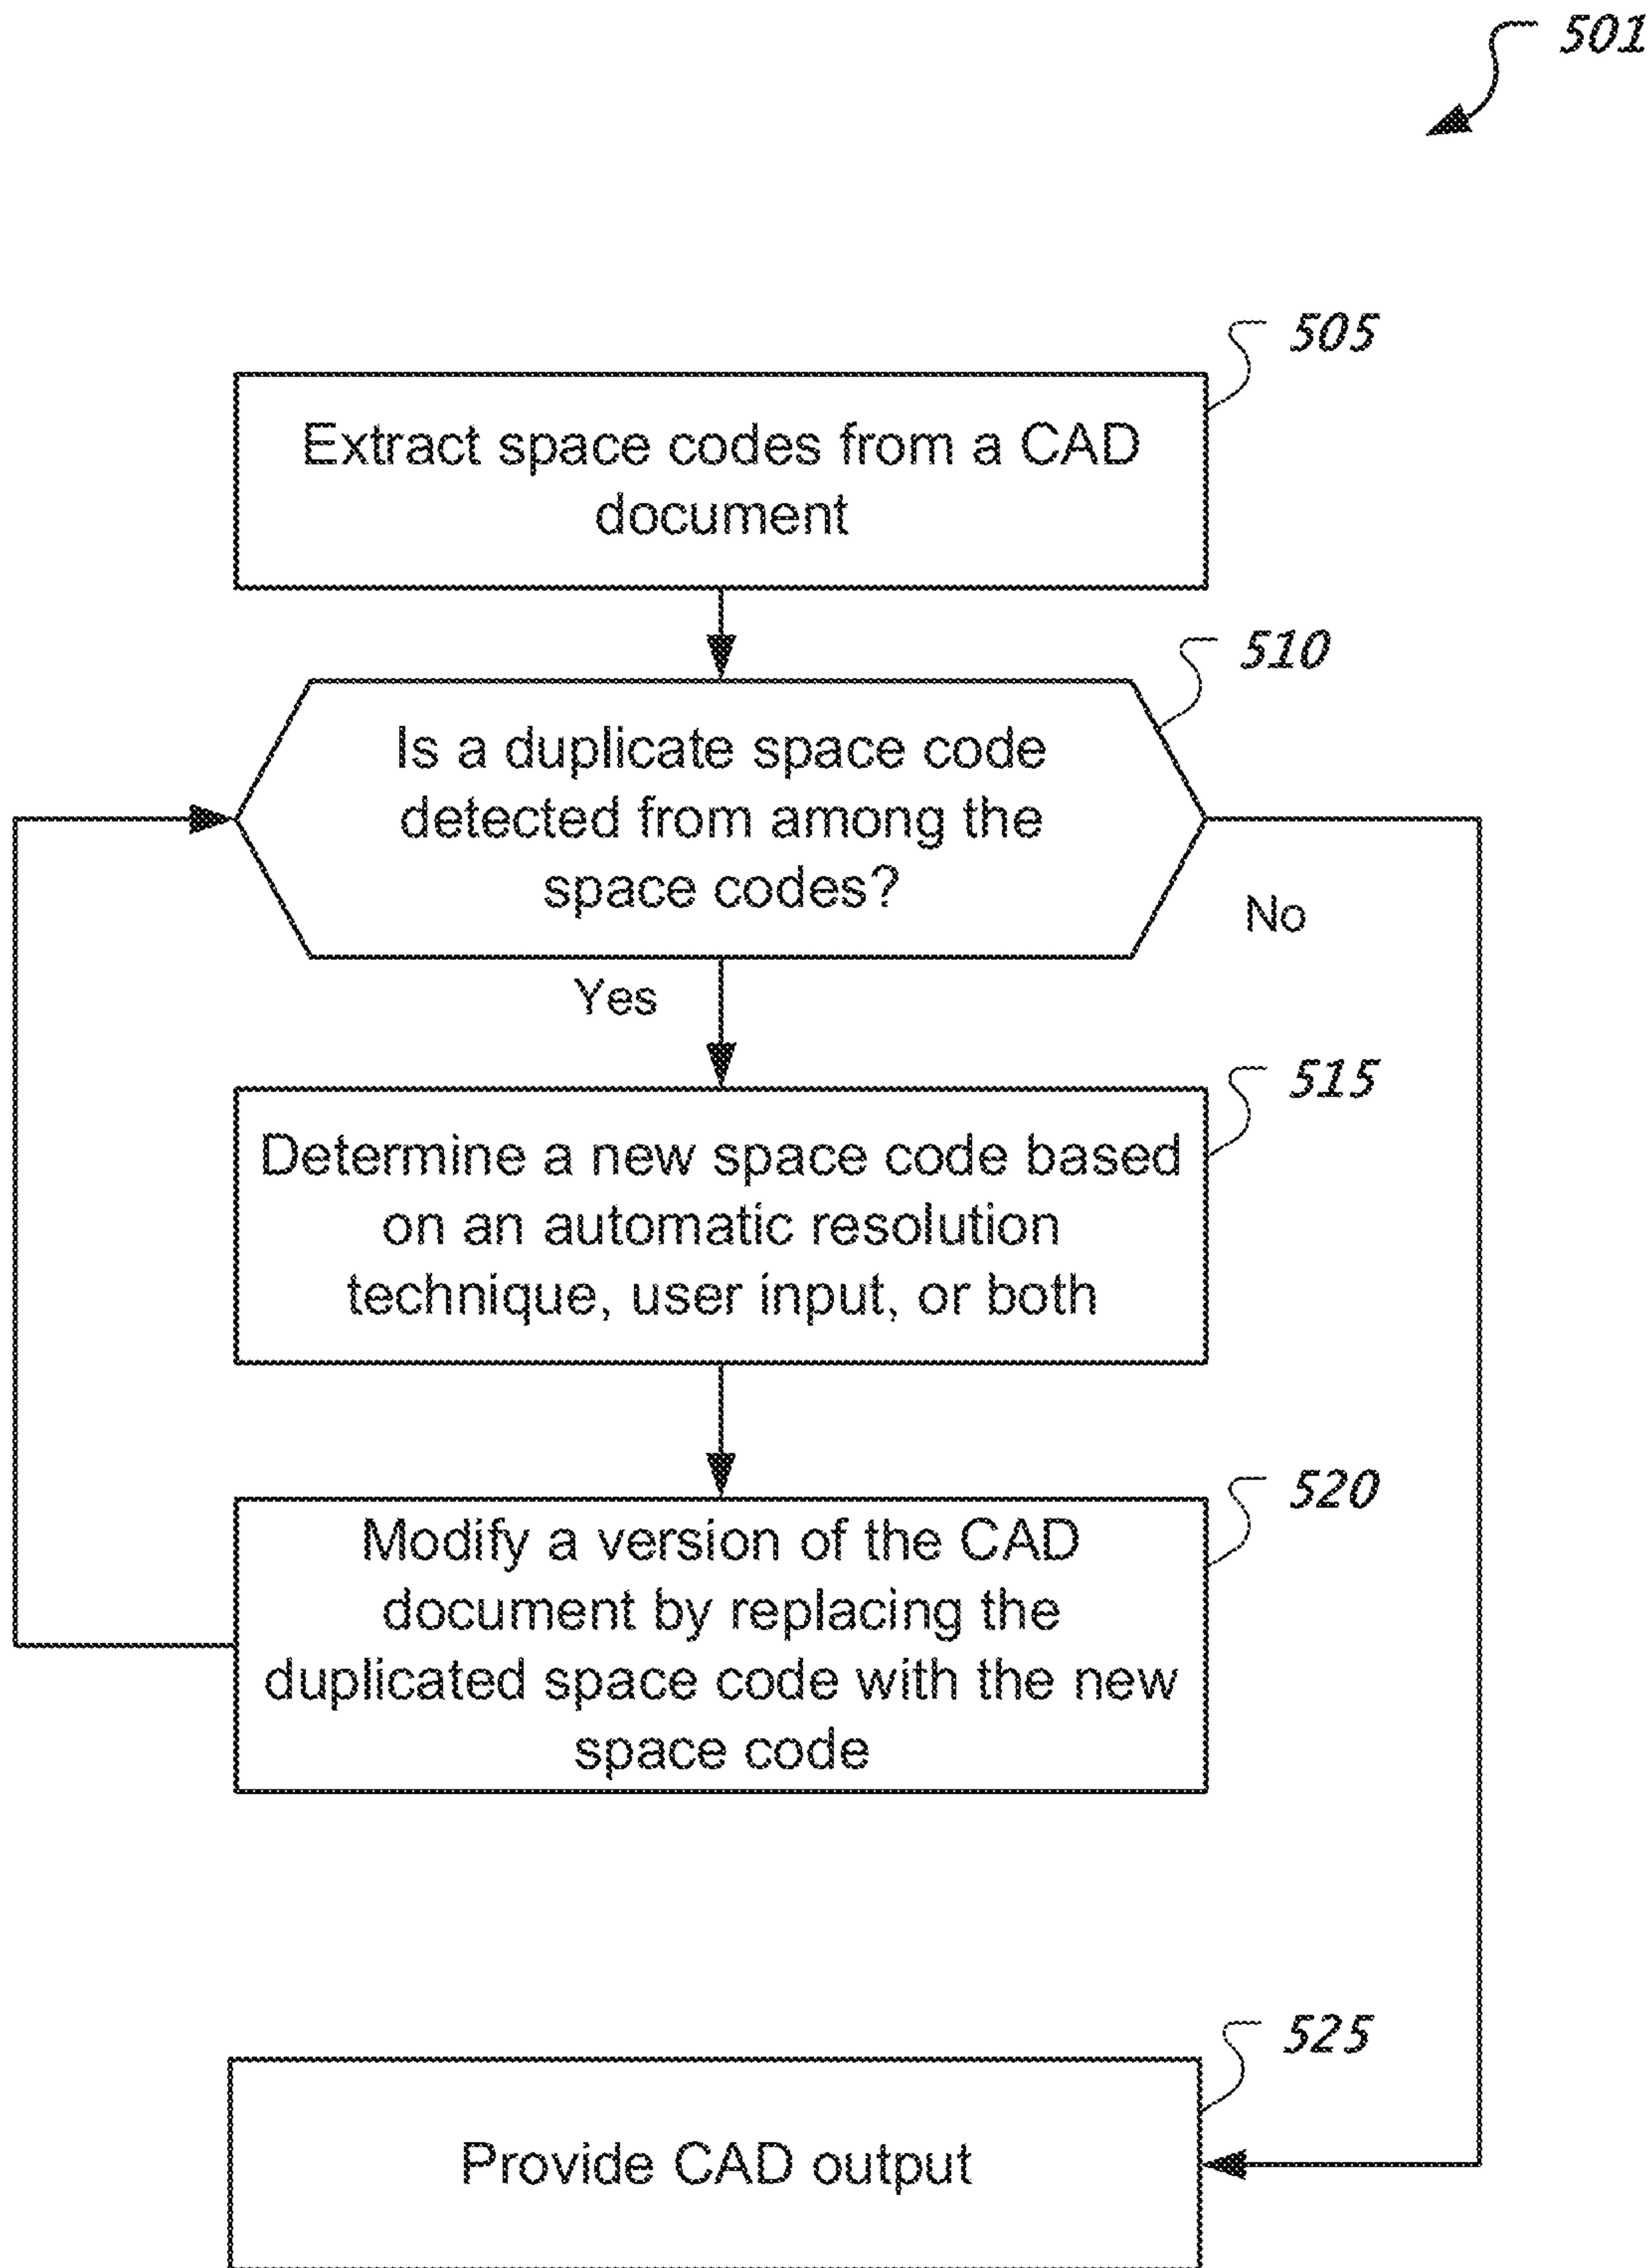 501
505
Extract space codes from a CAD
document
510
Is a duplicate space code
detected from among the
space codes?
No
Yes
515
Determine a new space code based
on an automatic resolution
technique, user input, or both
520
Modify a version of the CAD
document by replacing the
duplicated space code with the new
space code
525
Provide CAD output